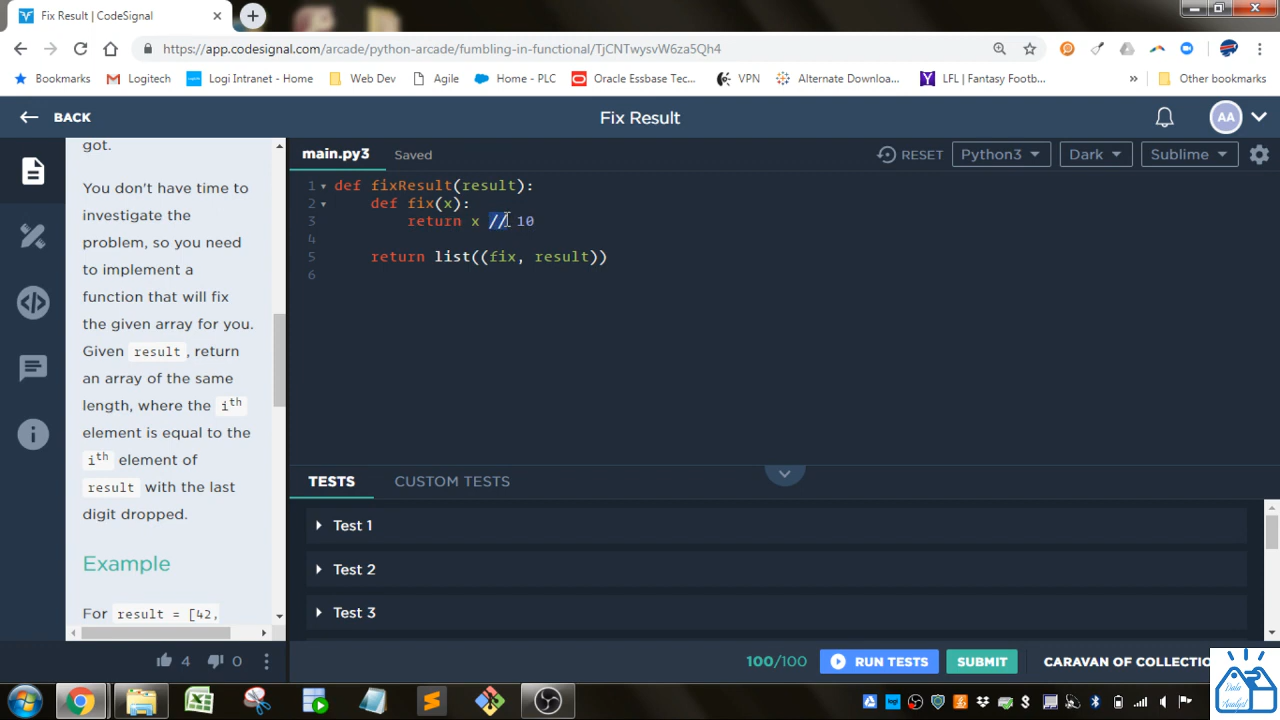 Fix Result | CodeSignal
https://app.codesignal.com/arcade/python-arcade/fumbling-in-functional/TjCNTwysvW6za5Qh4
Bookmarks Logitech Logi Intranet - Home Web Dev Agile Home - PLC Oracle Essbase Tec... VPN Alternate Downloa... LFL | Fantasy Footb... » Other bookmarks
BACK Fix Result AA
main.py3 Saved RESET Python3 Dark Sublime
got.
You don't have time to
investigate the
problem, so you need
to implement a
function that will fix
the given array for you.
Given result, return
an array of the same
length, where the ith
element is equal to the
ith element of
result with the last
digit dropped.
Example
For result = [42,
4 0
1 def fixResult(result):
2 def fix(x):
3 return x // 10
4
5 return list((fix, result))
6
TESTS CUSTOM TESTS
Test 1
Test 2
Test 3
100/100 RUN TESTS SUBMIT CARAVAN OF COLLECTIO
Data
Analyst